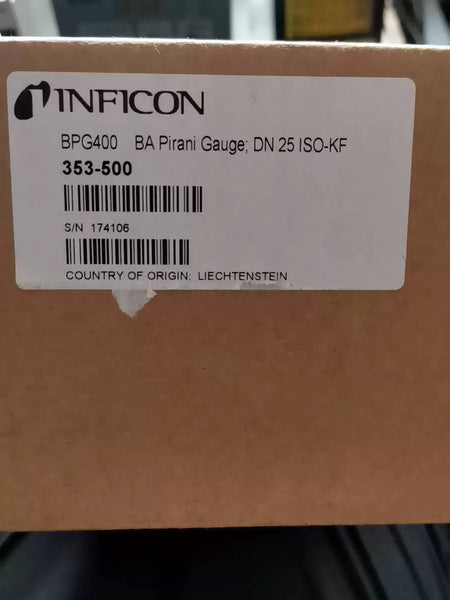 INFICON
BPG400 BA Pirani Gauge; DN 25 ISO-KF
353-500
S/N 174106
COUNTRY OF ORIGIN: LIECHTENSTEIN